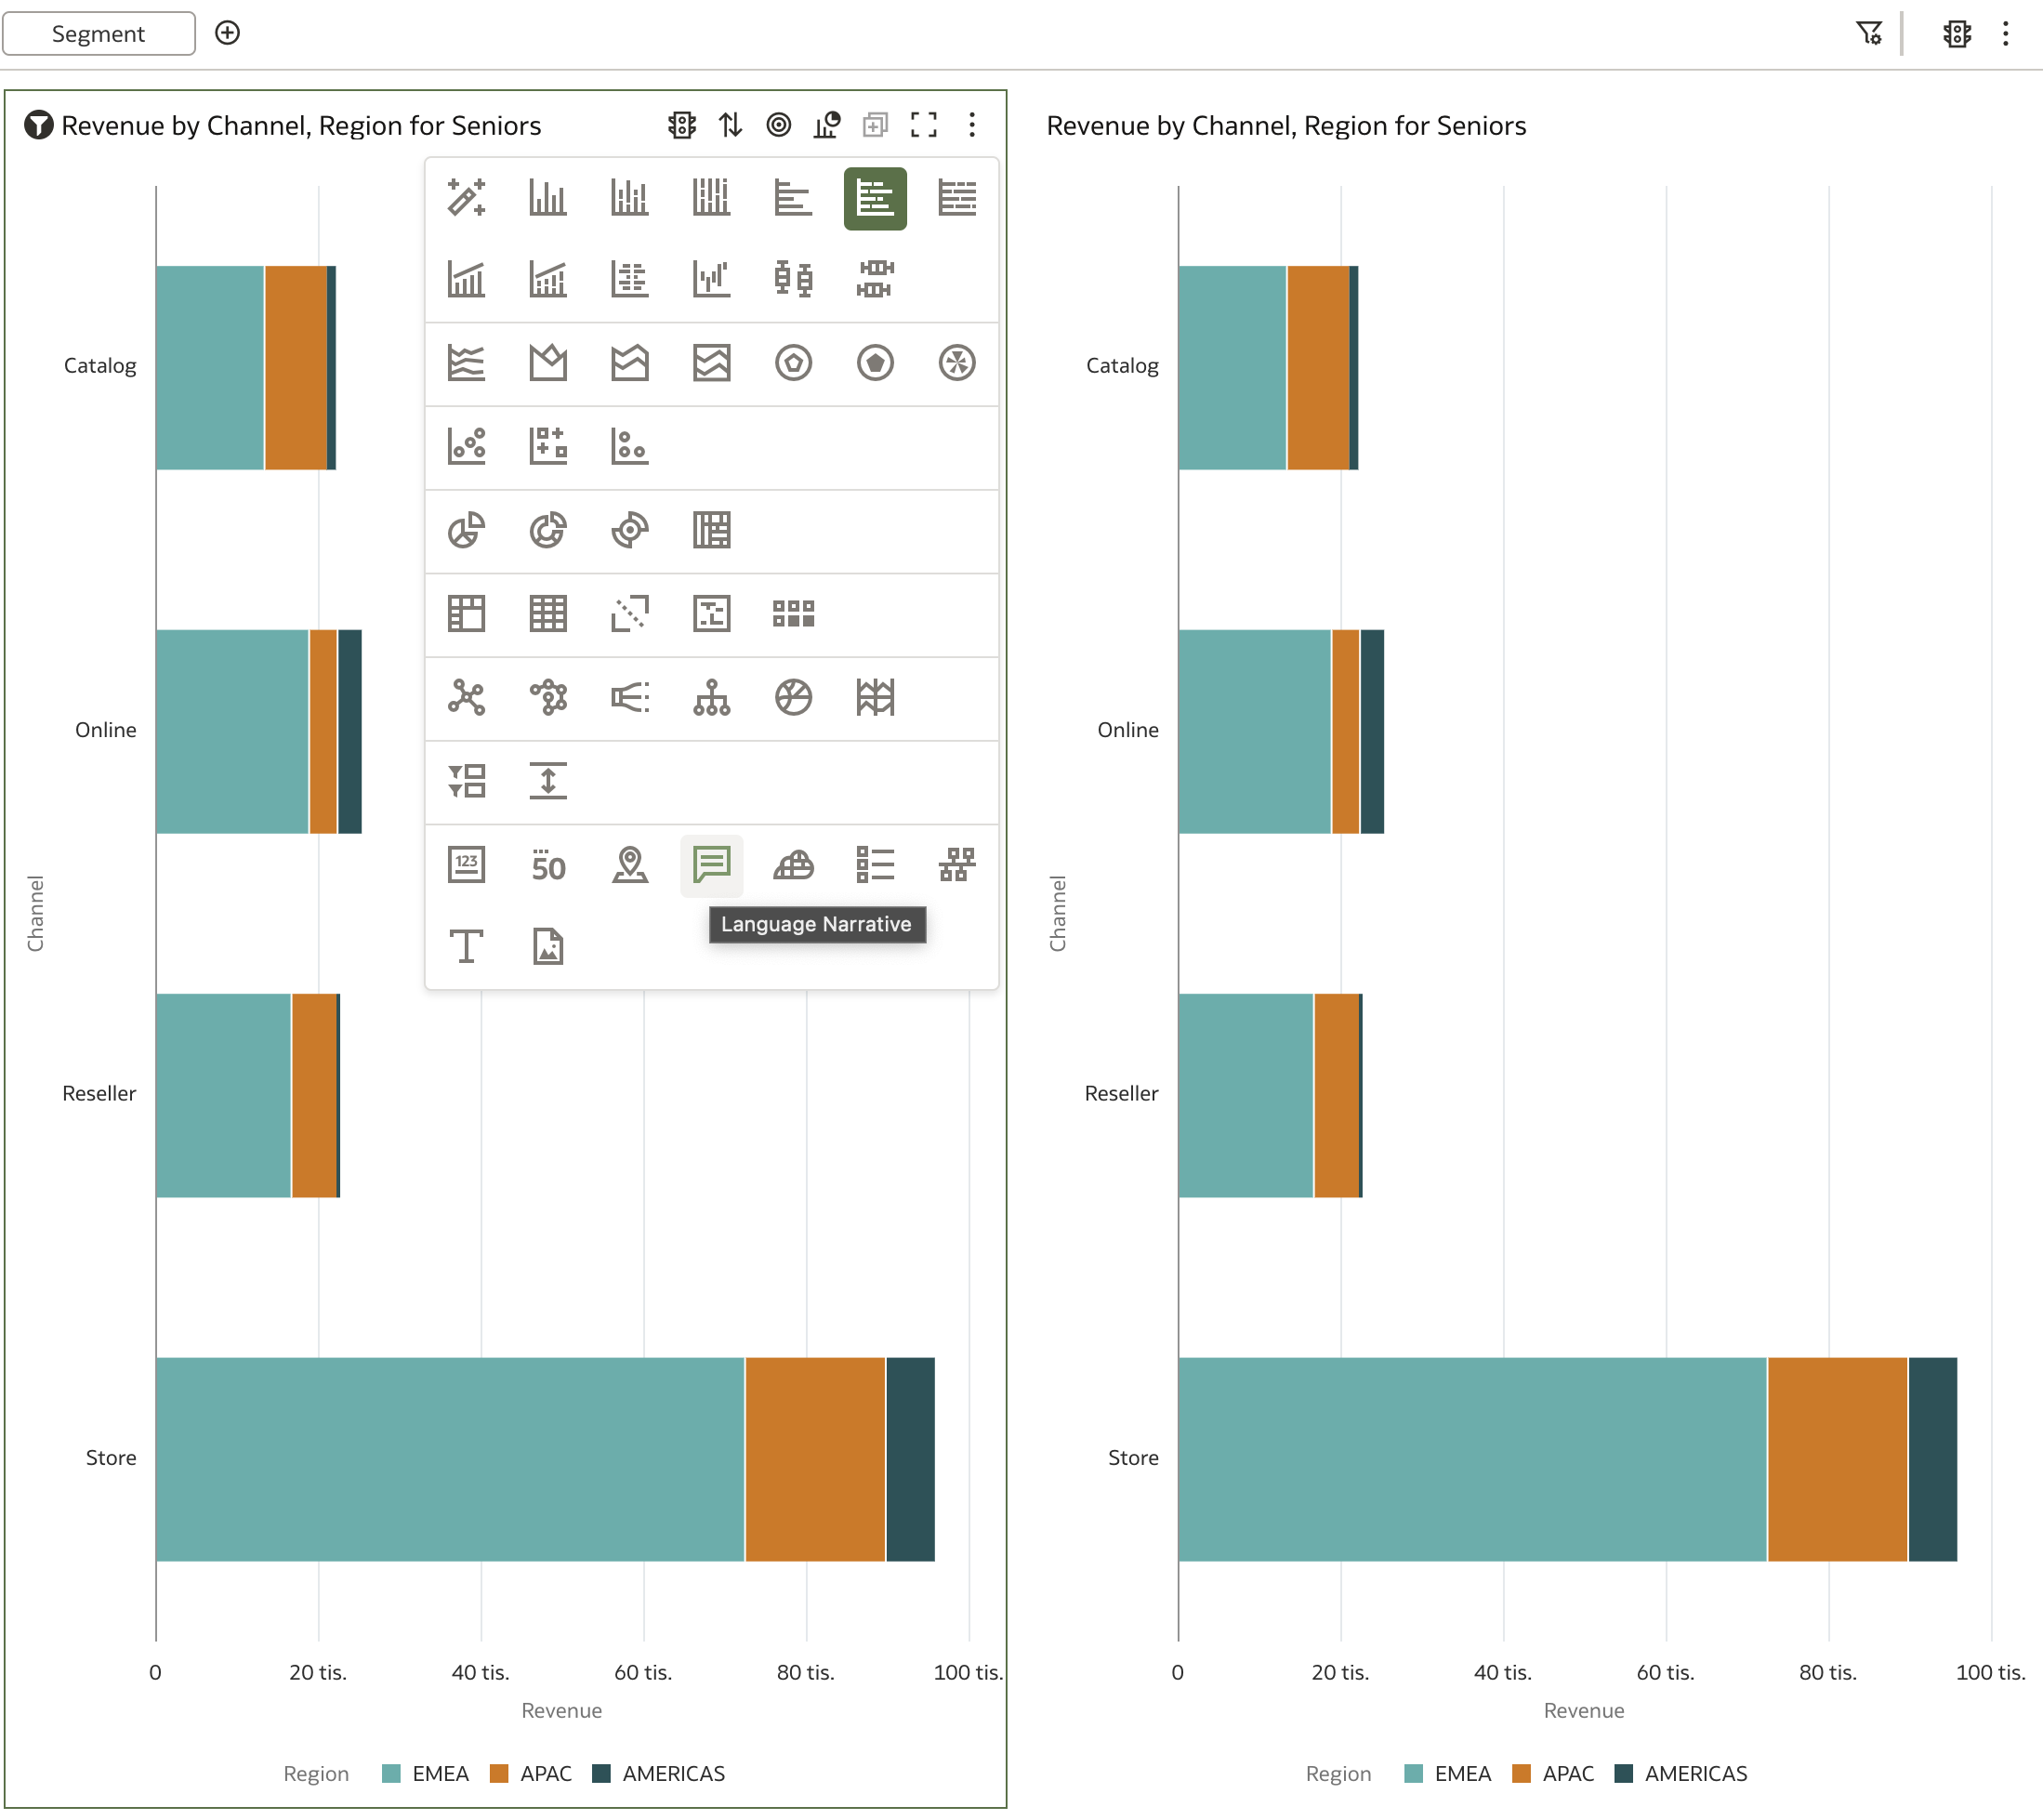 Segment
Revenue by Channel, Region for Seniors
123
50
Language Narrative
Channel
Catalog
Online
Reseller
Store
0 20 tis. 40 tis. 60 tis. 80 tis. 100 tis.
Revenue
Region EMEA APAC AMERICAS
Revenue by Channel, Region for Seniors
Channel
Catalog
Online
Reseller
Store
0 20 tis. 40 tis. 60 tis. 80 tis. 100 tis.
Revenue
Region EMEA APAC AMERICAS